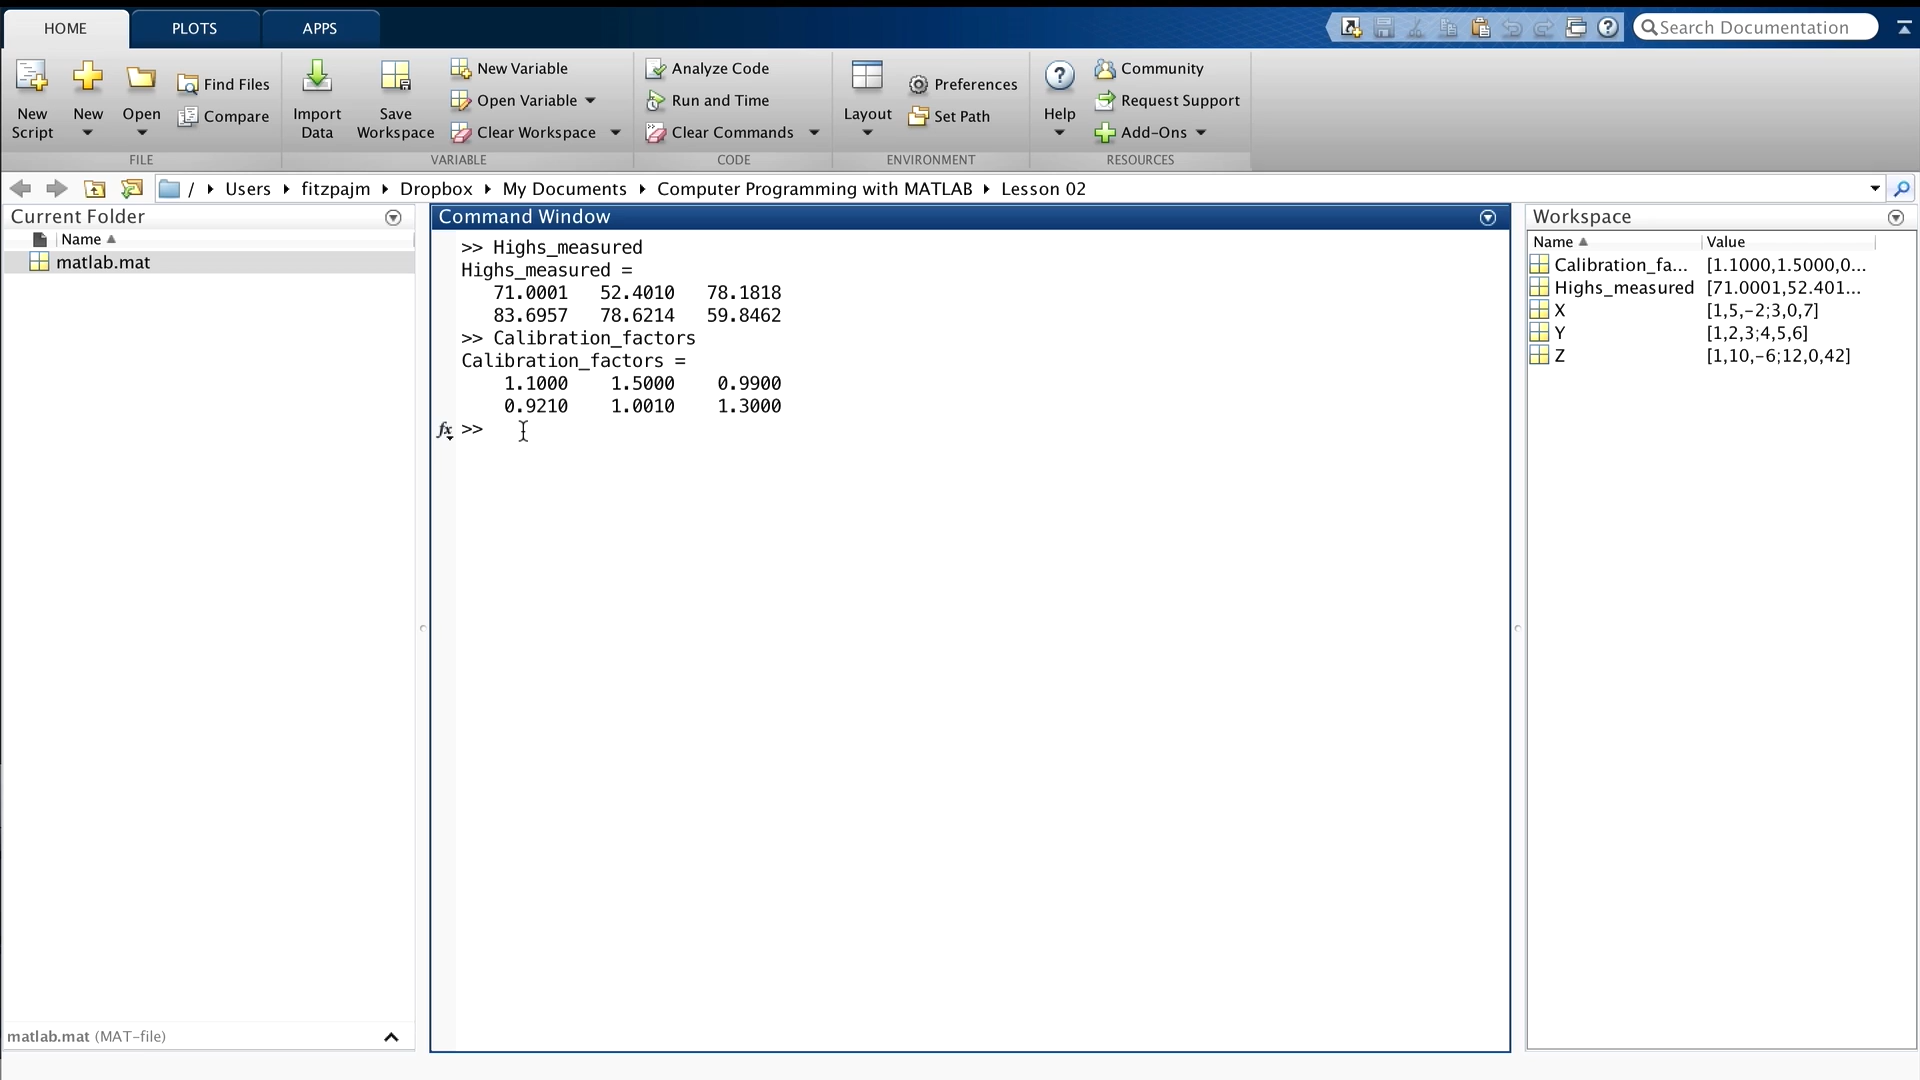 HOME PLOTS APPS Search Documentation
New Script New Open Find Files Compare Import Data Save Workspace New Variable Open Variable Clear Workspace Analyze Code Run and Time Clear Commands Layout Preferences Set Path Help Community Request Support Add-Ons
FILE VARIABLE CODE ENVIRONMENT RESOURCES
/ Users fitzpajm Dropbox My Documents Computer Programming with MATLAB Lesson 02
Current Folder
Name
matlab.mat
matlab.mat (MAT-file)
Command Window
>> Highs_measured
Highs_measured =
71.0001 52.4010 78.1818
83.6957 78.6214 59.8462
>> Calibration_factors
Calibration_factors =
1.1000 1.5000 0.9900
0.9210 1.0010 1.3000
fx >>
Workspace
Name Value
Calibration_fa... [1.1000,1.5000,0...
Highs_measured [71.0001,52.401...
X [1,5,-2;3,0,7]
Y [1,2,3;4,5,6]
Z [1,10,-6;12,0,42]